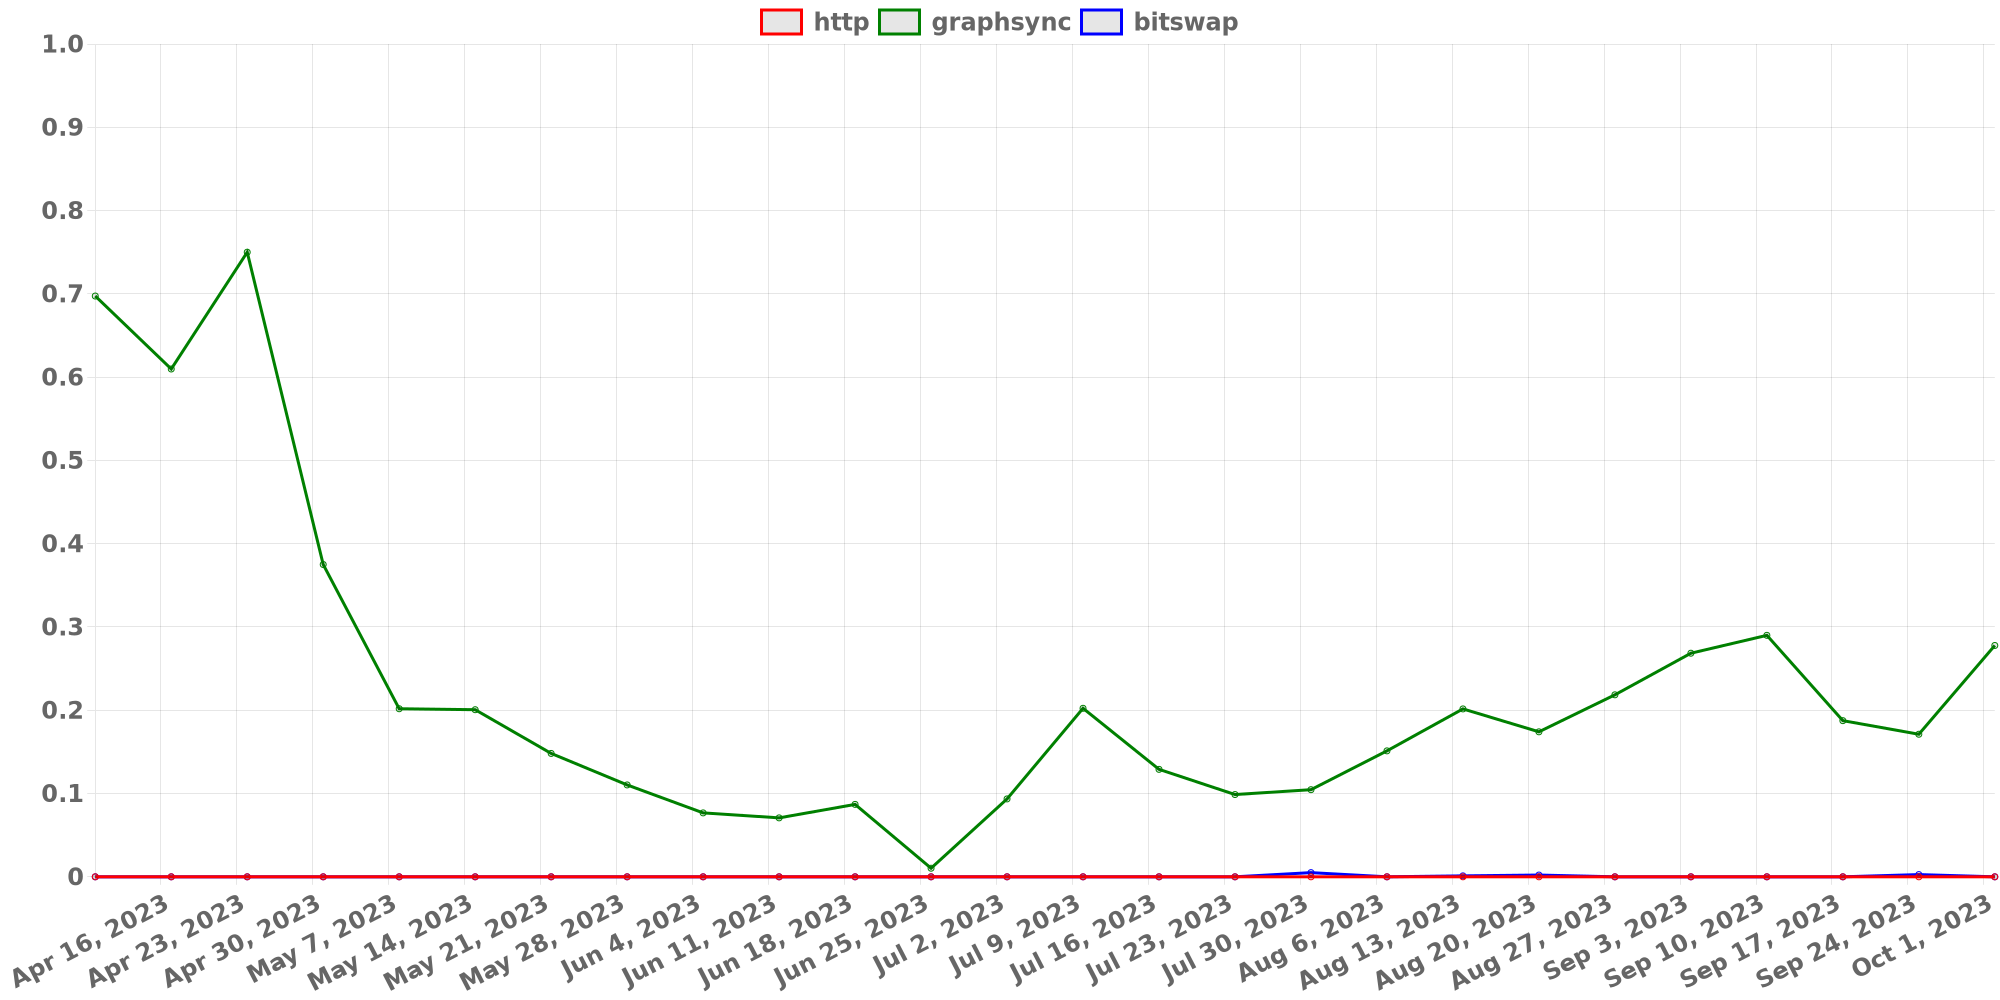 http graphsync bitswap
1.0
0.9
0.8
0.7
0.6
0.5
0.4
0.3
0.2
0.1
0
Apr 16, 2023
Apr 23, 2023
Apr 30, 2023
May 7, 2023
May 14, 2023
May 21, 2023
May 28, 2023
Jun 4, 2023
Jun 11, 2023
Jun 18, 2023
Jun 25, 2023
Jul 2, 2023
Jul 9, 2023
Jul 16, 2023
Jul 23, 2023
Jul 30, 2023
Aug 6, 2023
Aug 13, 2023
Aug 20, 2023
Aug 27, 2023
Sep 3, 2023
Sep 10, 2023
Sep 17, 2023
Sep 24, 2023
Oct 1, 2023